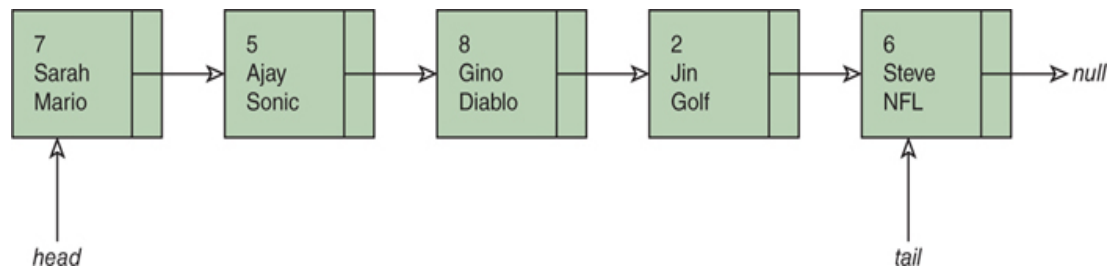 7
Sarah
Mario
5
Ajay
Sonic
8
Gino
Diablo
2
Jin
Golf
6
Steve
NFL
null
head
tail